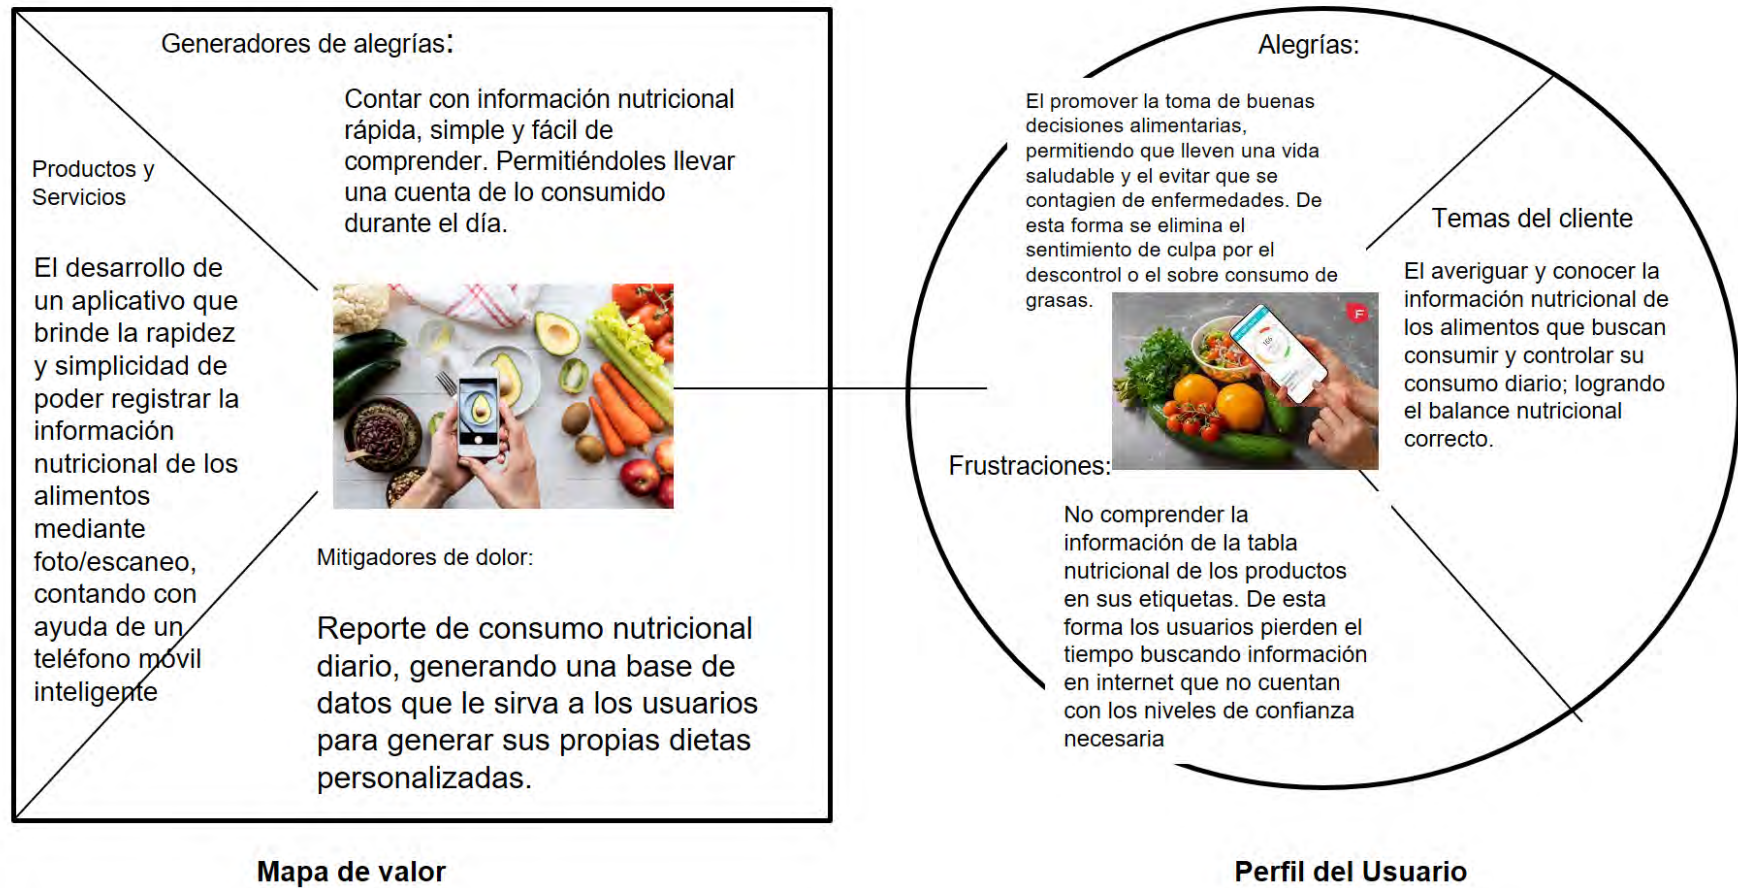 Generadores de alegrías:
Contar con información nutricional
rápida, simple y fácil de
comprender. Permitiéndoles llevar
una cuenta de lo consumido
durante el día.
Productos y
Servicios
El desarrollo de
un aplicativo que
brinde la rapidez
y simplicidad de
poder registrar la
información
nutricional de los
alimentos
mediante
foto/escaneo,
contando con
ayuda de un
teléfono móvil
inteligente
Mitigadores de dolor:
Reporte de consumo nutricional
diario, generando una base de
datos que le sirva a los usuarios
para generar sus propias dietas
personalizadas.
Mapa de valor
Alegrías:
El promover la toma de buenas
decisiones alimentarias,
permitiendo que lleven una vida
saludable y el evitar que se
contagien de enfermedades. De
esta forma se elimina el
sentimiento de culpa por el
descontrol o el sobre consumo de
grasas.
F
Temas del cliente
El averiguar y conocer la
información nutricional de
los alimentos que buscan
consumir y controlar su
consumo diario; logrando
el balance nutricional
correcto.
Frustraciones:
No comprender la
información de la tabla
nutricional de los productos
en sus etiquetas. De esta
forma los usuarios pierden el
tiempo buscando información
en internet que no cuentan
con los niveles de confianza
necesaria
Perfil del Usuario